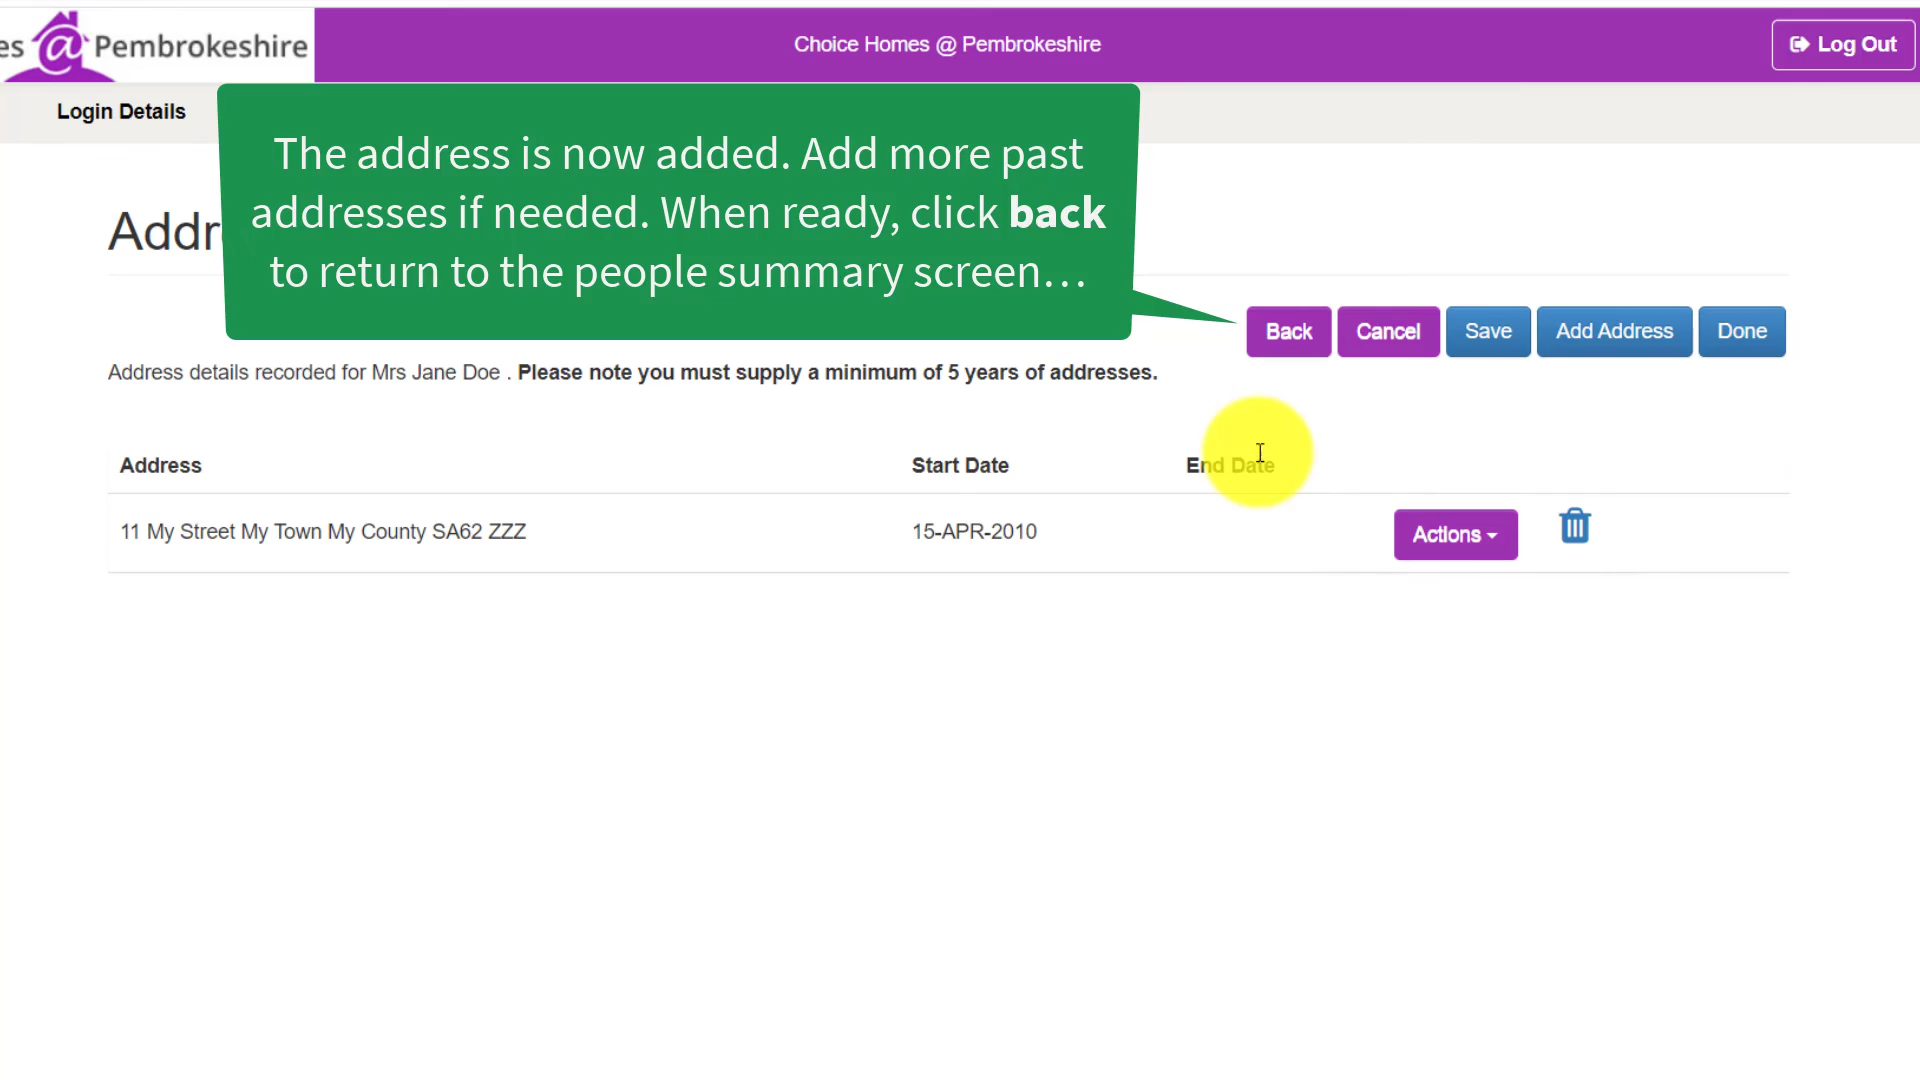 es @ Pembrokeshire
Choice Homes @ Pembrokeshire
Log Out
Login Details
The address is now added. Add more past
addresses if needed. When ready, click back
to return to the people summary screen…
Addr
Back Cancel Save Add Address Done
Address details recorded for Mrs Jane Doe . Please note you must supply a minimum of 5 years of addresses.
Address Start Date End Date
11 My Street My Town My County SA62 ZZZ 15-APR-2010 Actions